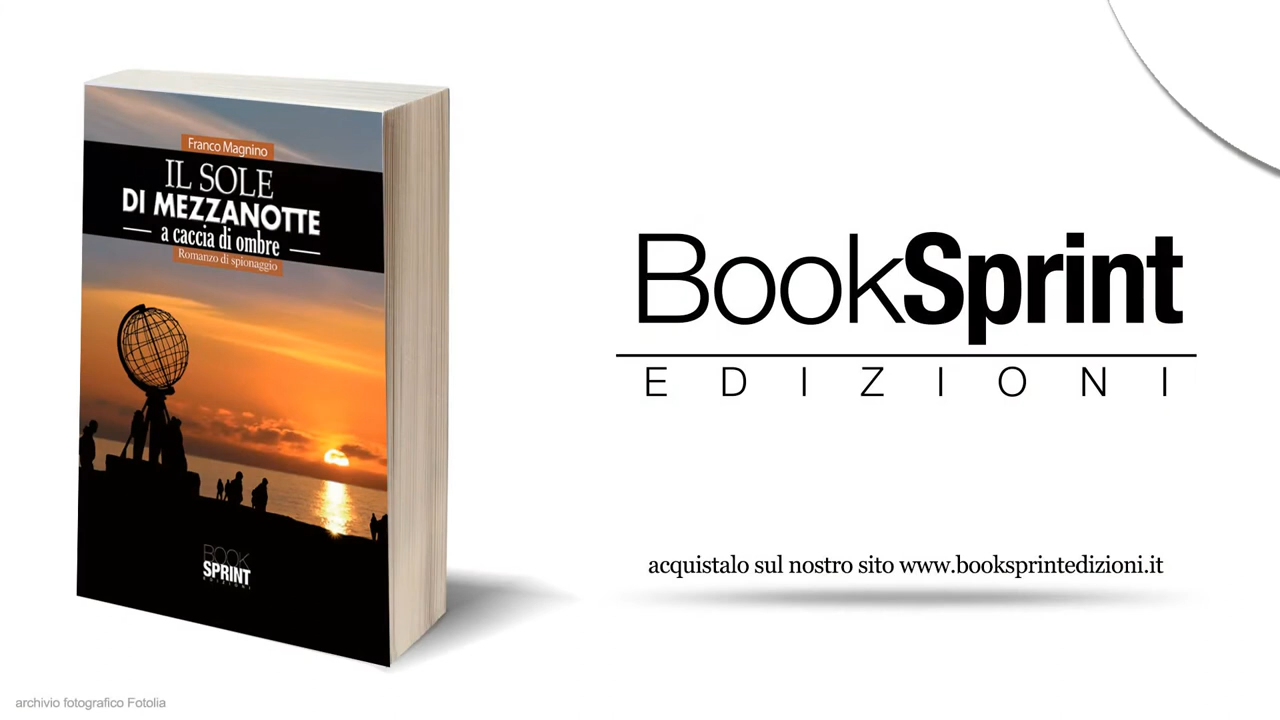 Franco Magnino
IL SOLE
DI MEZZANOTTE
a caccia di ombre
Romanzo di spionaggio
BOOK
SPRINT
EDIZIONI
BookSprint
EDIZIONI
acquistalo sul nostro sito www.booksprintedizioni.it
archivio fotografico Fotolia